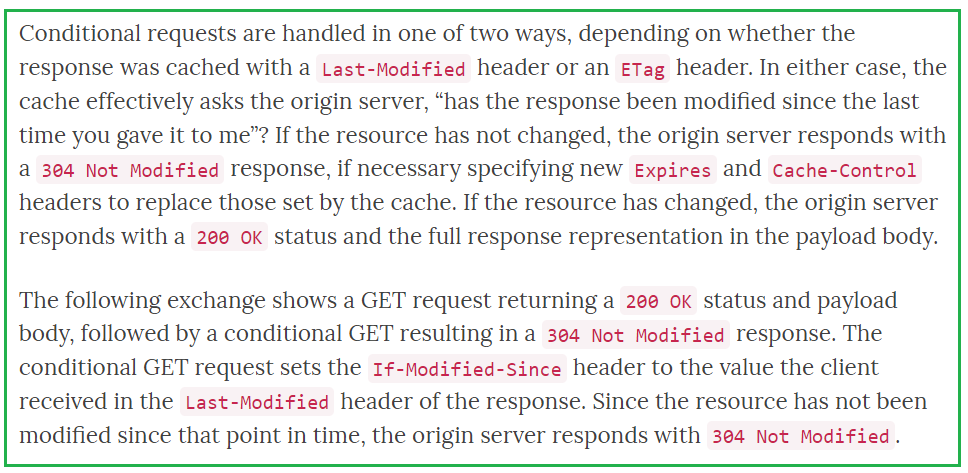 Conditional requests are handled in one of two ways, depending on whether the
response was cached with a Last-Modified header or an ETag header. In either case, the
cache effectively asks the origin server, “has the response been modified since the last
time you gave it to me”? If the resource has not changed, the origin server responds with
a 304 Not Modified response, if necessary specifying new Expires and Cache-Control
headers to replace those set by the cache. If the resource has changed, the origin server
responds with a 200 OK status and the full response representation in the payload body.
The following exchange shows a GET request returning a 200 OK status and payload
body, followed by a conditional GET resulting in a 304 Not Modified response. The
conditional GET request sets the If-Modified-Since header to the value the client
received in the Last-Modified header of the response. Since the resource has not been
modified since that point in time, the origin server responds with 304 Not Modified.